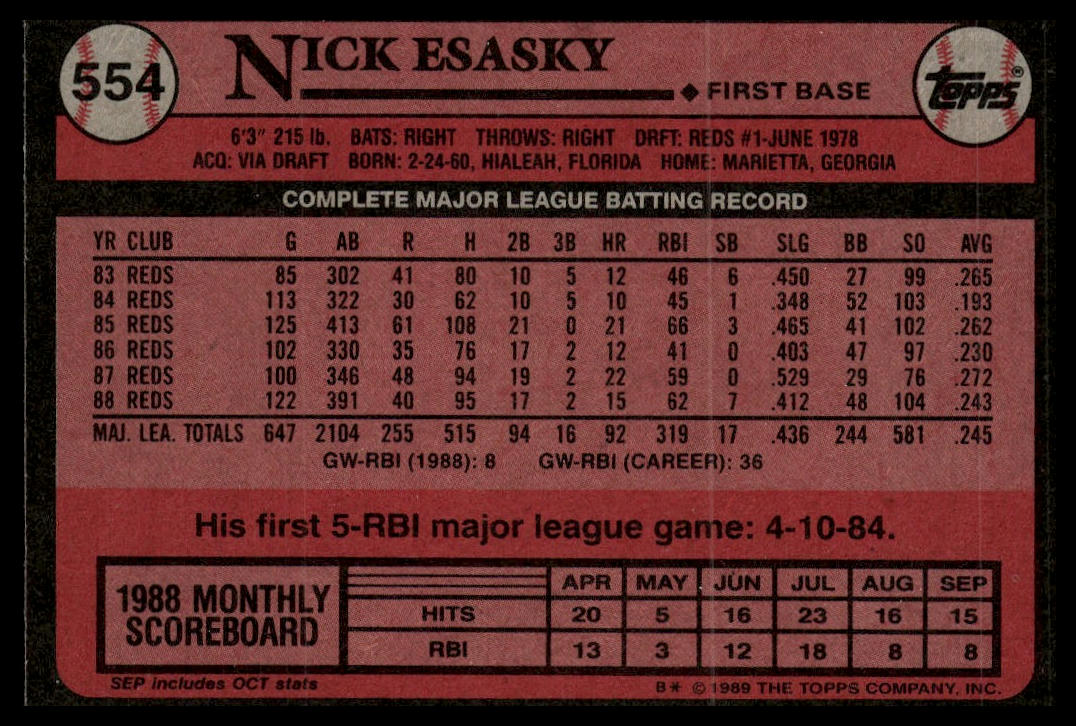 554
NICK ESASKY
◆ FIRST BASE
TOPPS®
6'3" 215 lb. BATS: RIGHT THROWS: RIGHT DRFT: REDS #1-JUNE 1978
ACQ: VIA DRAFT BORN: 2-24-60, HIALEAH, FLORIDA HOME: MARIETTA, GEORGIA
COMPLETE MAJOR LEAGUE BATTING RECORD
YR CLUB G AB R H 2B 3B HR RBI SB SLG BB SO AVG
83 REDS 85 302 41 80 10 5 12 46 6 .450 27 99 .265
84 REDS 113 322 30 62 10 5 10 45 1 .348 52 103 .193
85 REDS 125 413 61 108 21 0 21 66 3 .465 41 102 .262
86 REDS 102 330 35 76 17 2 12 41 0 .403 47 97 .230
87 REDS 100 346 48 94 19 2 22 59 0 .529 29 76 .272
88 REDS 122 391 40 95 17 2 15 62 7 .412 48 104 .243
MAJ. LEA. TOTALS 647 2104 255 515 94 16 92 319 17 .436 244 581 .245
GW-RBI (1988): 8 GW-RBI (CAREER): 36
His first 5-RBI major league game: 4-10-84.
1988 MONTHLY
SCOREBOARD
APR MAY JUN JUL AUG SEP
HITS 20 5 16 23 16 15
RBI 13 3 12 18 8 8
SEP includes OCT stats
B* © 1989 THE TOPPS COMPANY, INC.